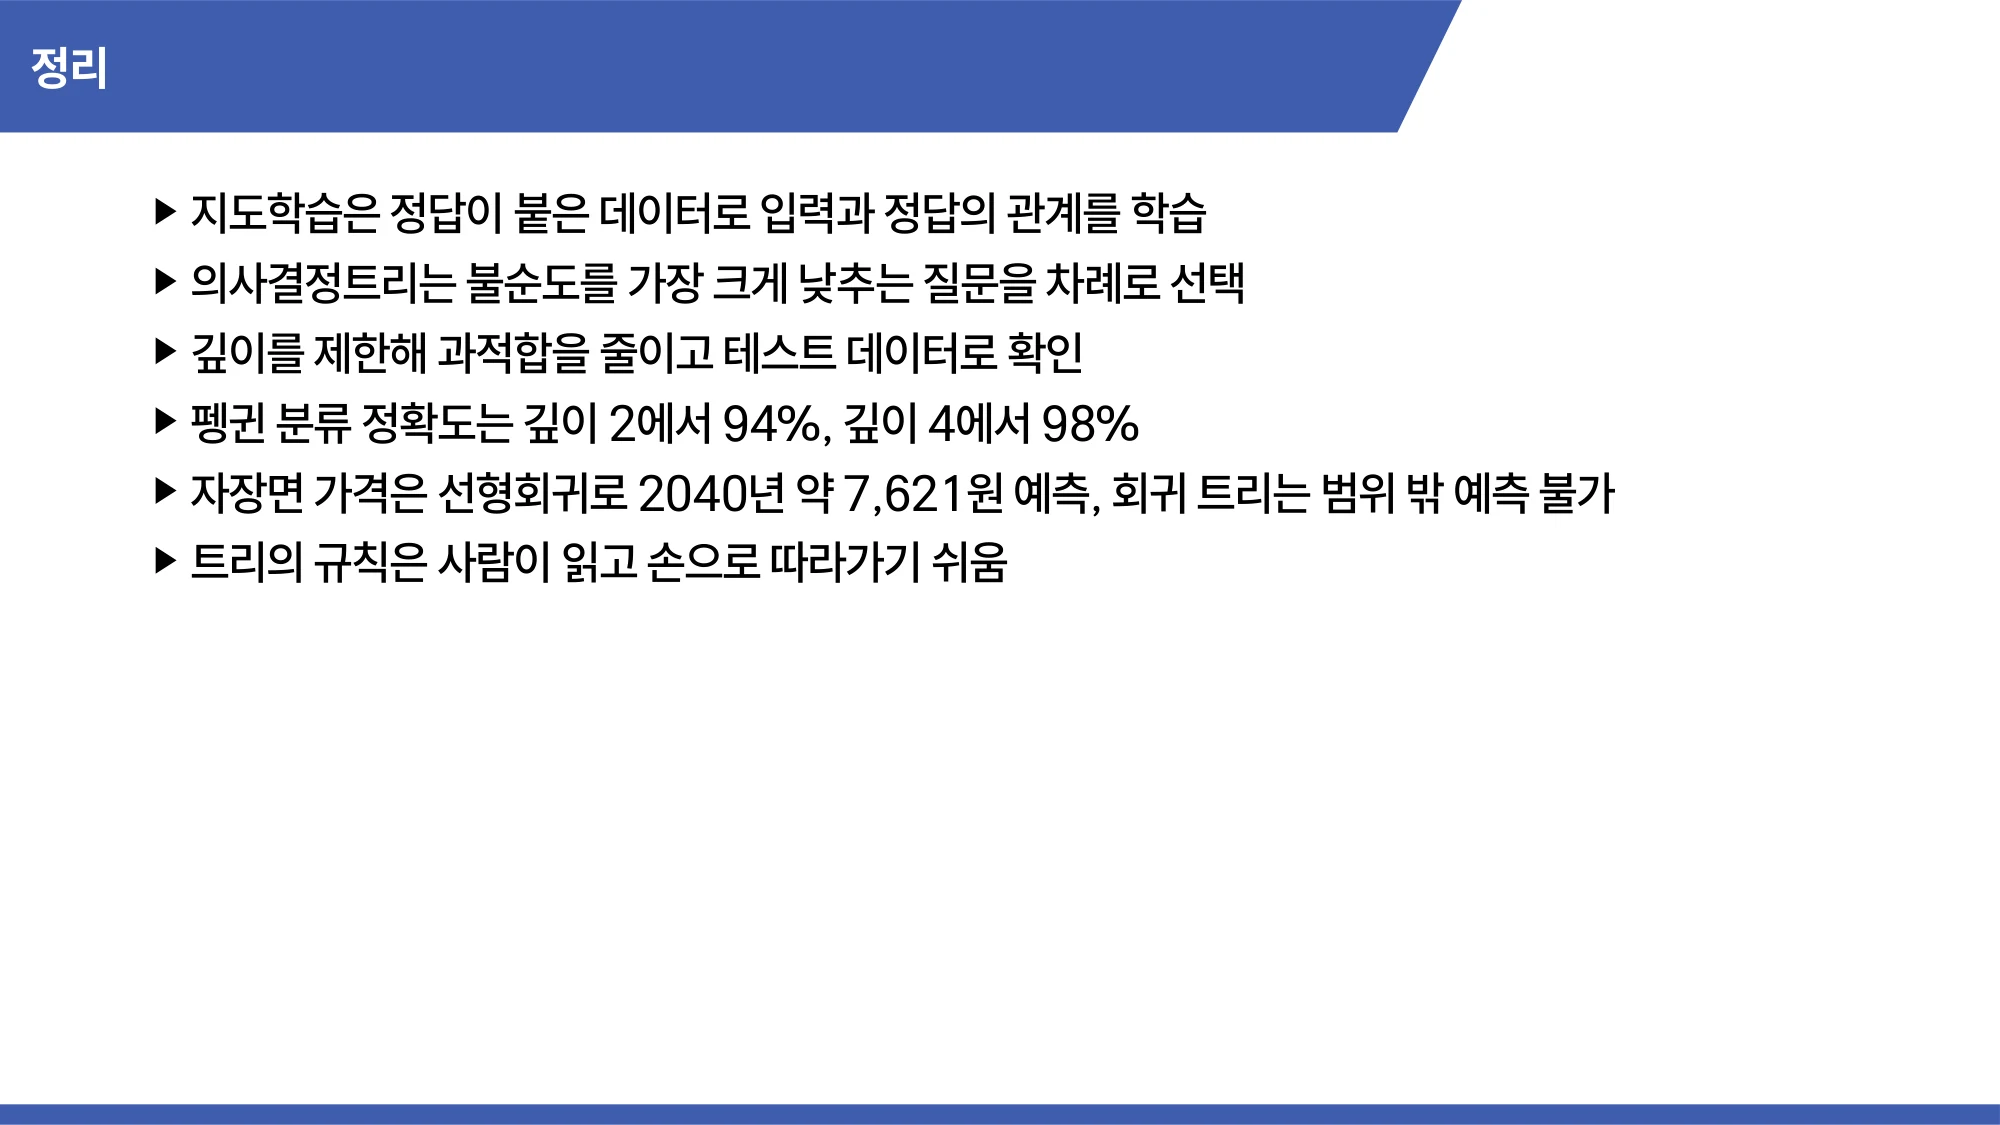 정리
▶ 지도학습은 정답이 붙은 데이터로 입력과 정답의 관계를 학습
▶ 의사결정트리는 불순도를 가장 크게 낮추는 질문을 차례로 선택
▶ 깊이를 제한해 과적합을 줄이고 테스트 데이터로 확인
▶ 펭귄 분류 정확도는 깊이 2에서 94%, 깊이 4에서 98%
▶ 자장면 가격은 선형회귀로 2040년 약 7,621원 예측, 회귀 트리는 범위 밖 예측 불가
▶ 트리의 규칙은 사람이 읽고 손으로 따라가기 쉬움